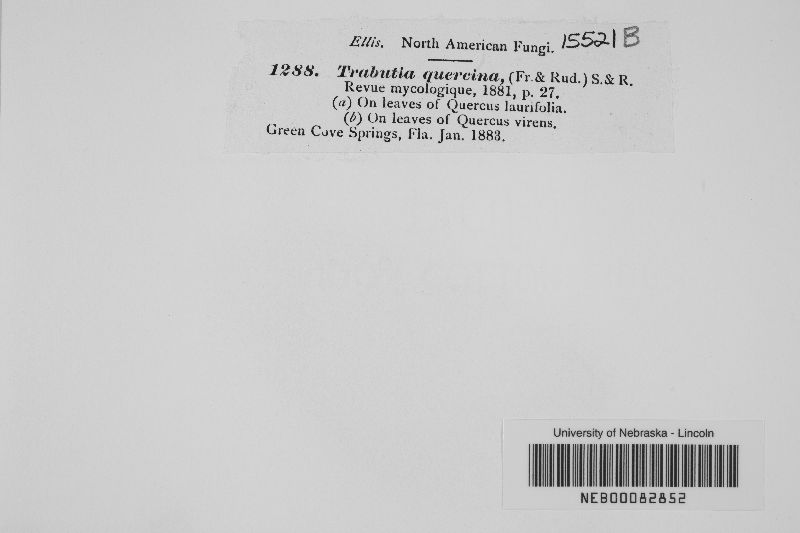 Ellis. North American Fungi. 15521B
1288. Trabutia quercina, (Fr. & Rud.) S. & R.
Revue mycologique, 1881, p. 27.
(a) On leaves of Quercus laurifolia.
(b) On leaves of Quercus virens.
Green Cove Springs, Fla. Jan. 1883.
University of Nebraska - Lincoln
NEB00082852